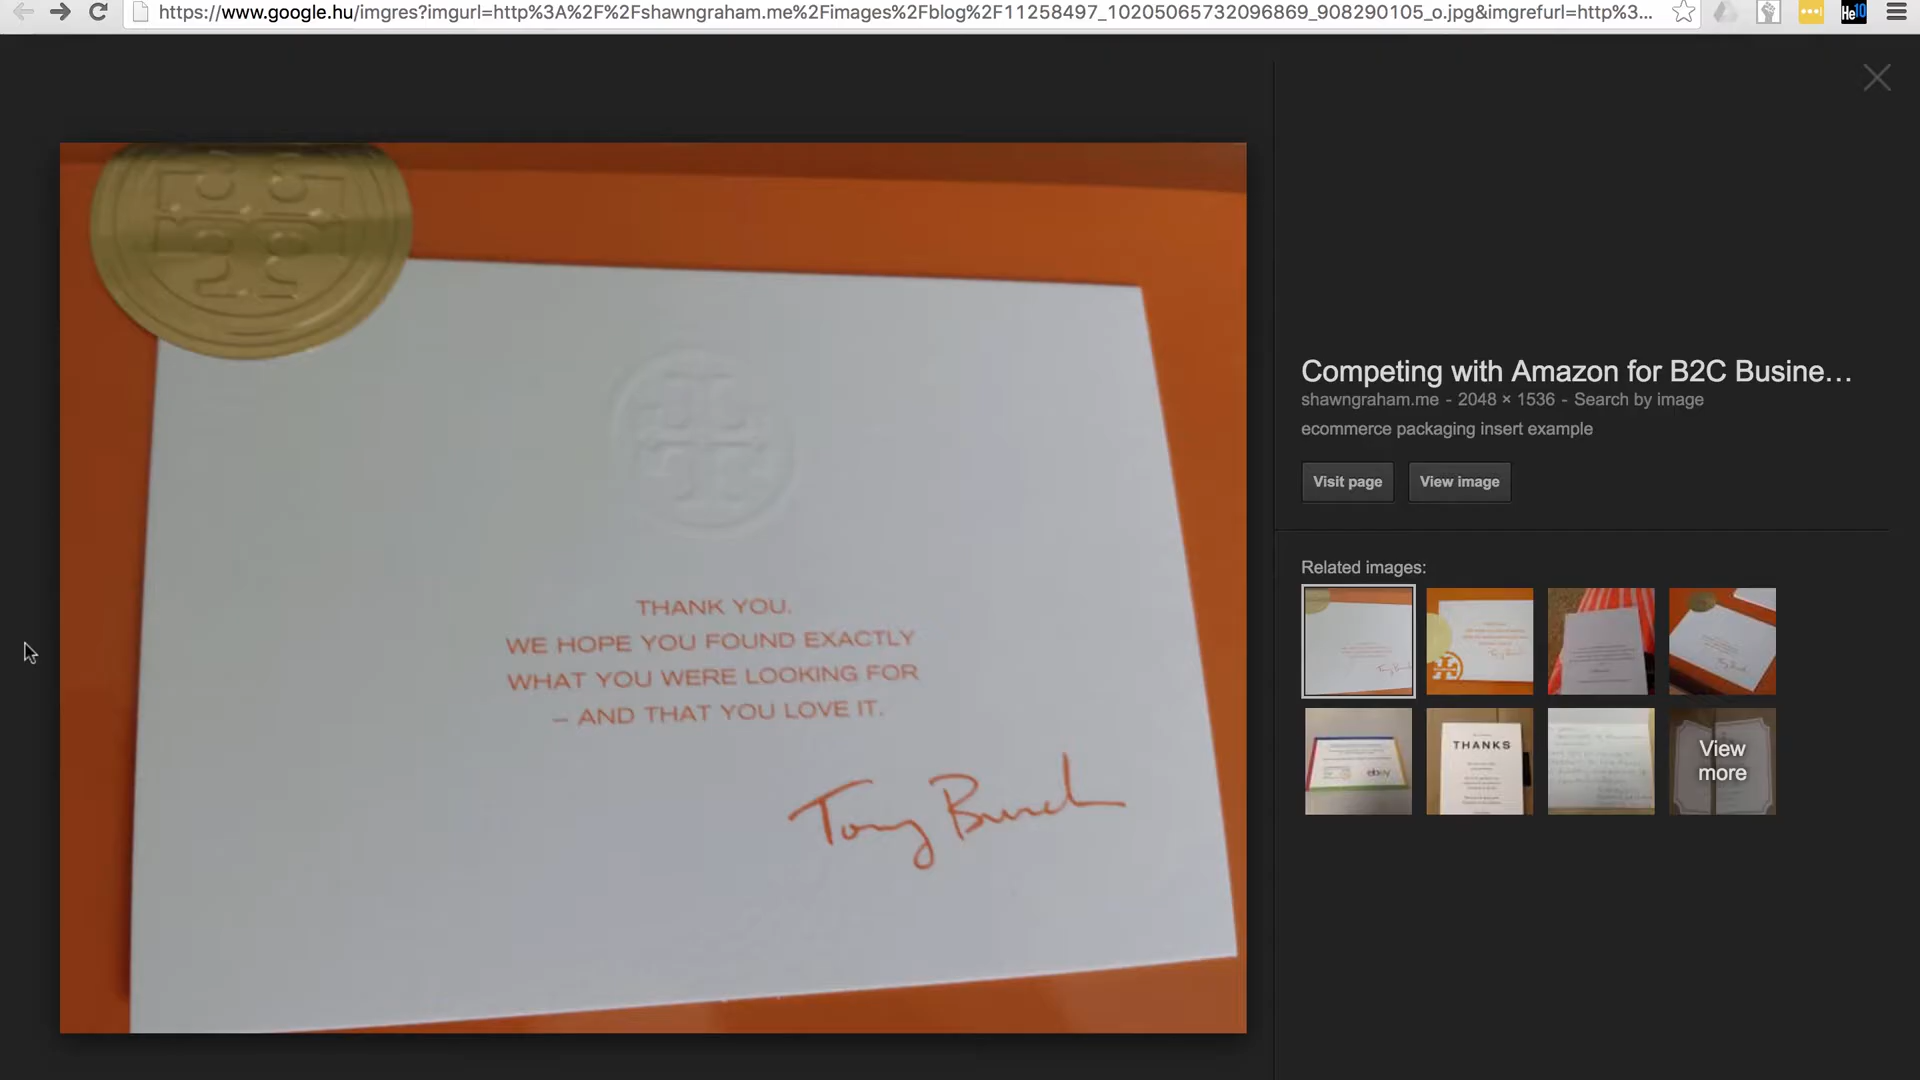 https://www.google.hu/imgres?imgurl=http%3A%2F%2Fshawngraham.me%2Fimages%2Fblog%2F11258497_10205065732096869_908290105_o.jpg&imgrefurl=http%3...
He10
THANK YOU.
WE HOPE YOU FOUND EXACTLY
WHAT YOU WERE LOOKING FOR
– AND THAT YOU LOVE IT.
Tory Burch
Competing with Amazon for B2C Busine...
shawngraham.me - 2048 × 1536 - Search by image
ecommerce packaging insert example
Visit page
View image
Related images:
ebay
THANKS
View
more